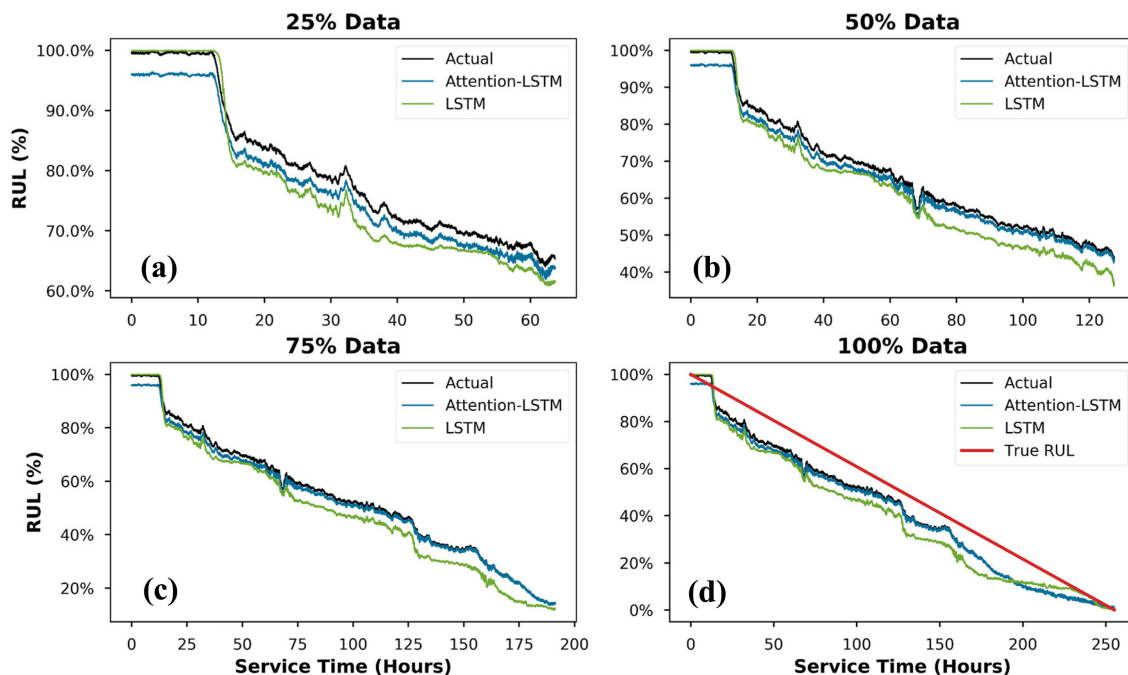 25% Data
100.0%
90.0%
80.0%
70.0%
60.0%
RUL (%)
Actual
Attention-LSTM
LSTM
(a)
0 10 20 30 40 50 60
50% Data
100%
90%
80%
70%
60%
50%
40%
Actual
Attention-LSTM
LSTM
(b)
0 20 40 60 80 100 120
75% Data
100%
80%
60%
40%
20%
RUL (%)
Actual
Attention-LSTM
LSTM
(c)
0 25 50 75 100 125 150 175 200
Service Time (Hours)
100% Data
100%
80%
60%
40%
20%
0%
Actual
Attention-LSTM
LSTM
True RUL
(d)
0 50 100 150 200 250
Service Time (Hours)